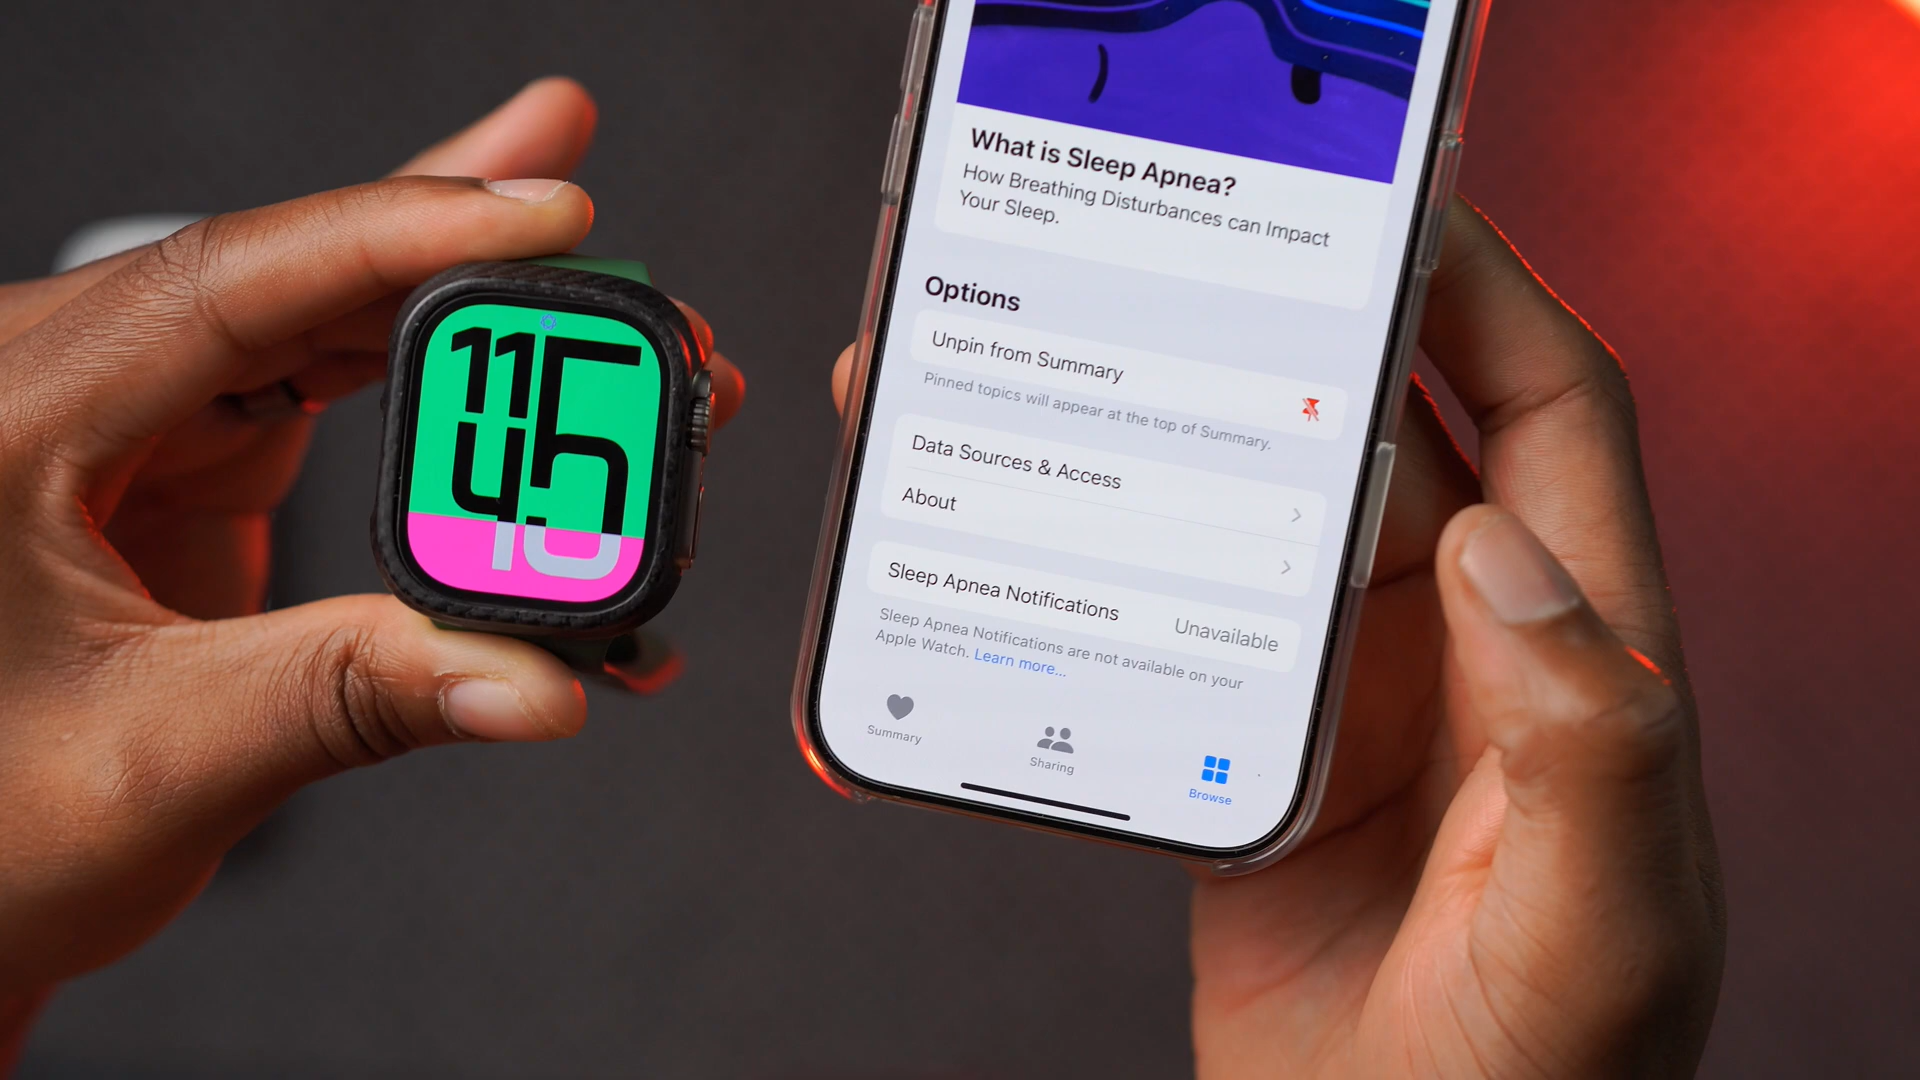 11
45
What is Sleep Apnea?
How Breathing Disturbances can Impact
Your Sleep.
Options
Unpin from Summary
Pinned topics will appear at the top of Summary.
Data Sources & Access
About
Sleep Apnea Notifications Unavailable
Sleep Apnea Notifications are not available on your
Apple Watch. Learn more...
Summary
Sharing
Browse